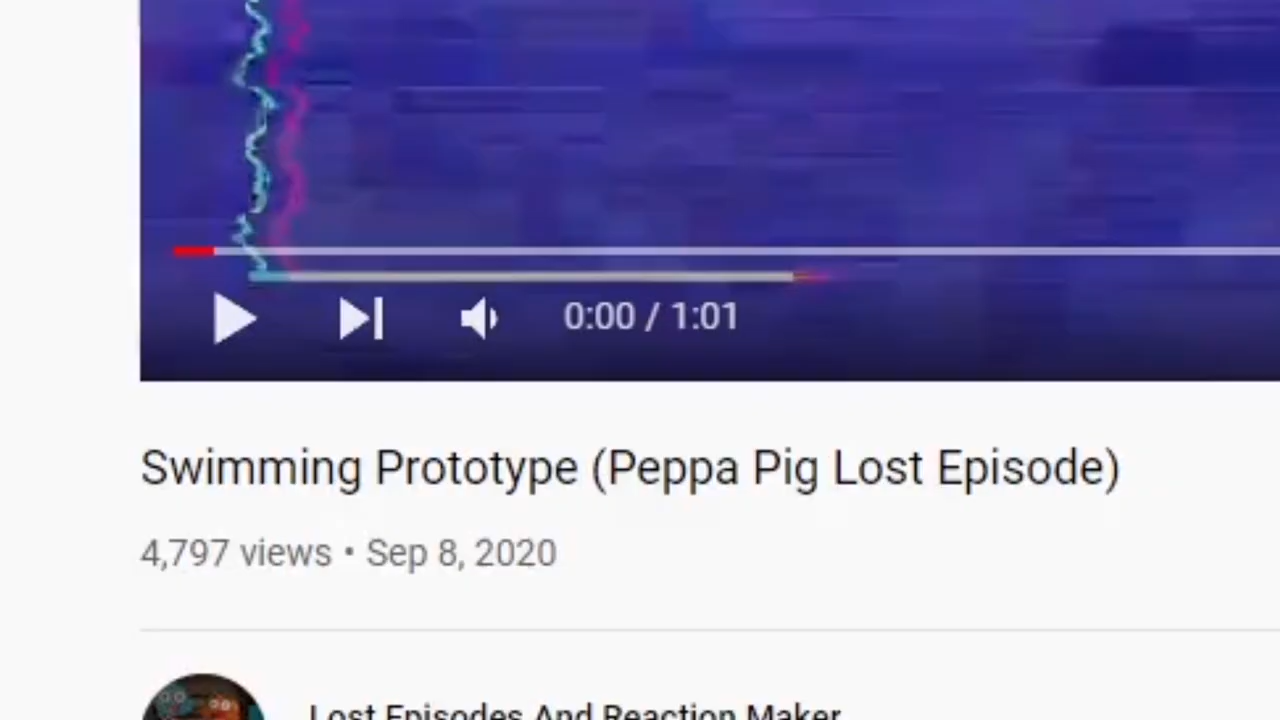 0:00 / 1:01
Swimming Prototype (Peppa Pig Lost Episode)
4,797 views • Sep 8, 2020
Lost Episodes And Reaction Maker